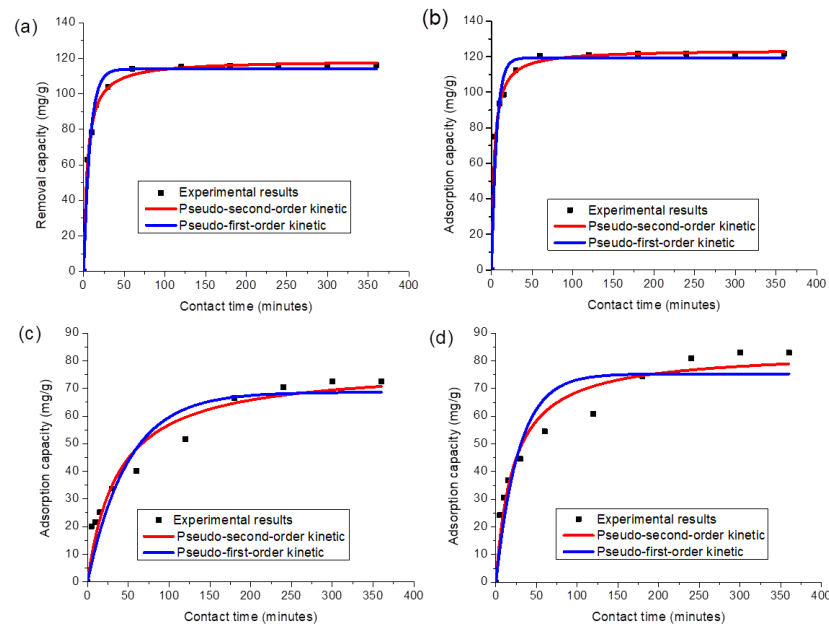 (a)
140
120
100
80
60
40
20
0
Removal capacity (mg/g)
Experimental results
Pseudo-second-order kinetic
Pseudo-first-order kinetic
0 50 100 150 200 250 300 350 400
Contact time (minutes)
(b)
140
120
100
80
60
40
20
0
Adsorption capacity (mg/g)
Experimental results
Pseudo-second-order kinetic
Pseudo-first-order kinetic
0 50 100 150 200 250 300 350 400
Contact time (minutes)
(c)
90
80
70
60
50
40
30
20
10
0
Adsorption capacity (mg/g)
Experimental results
Pseudo-second-order kinetic
Pseudo-first-order kinetic
0 50 100 150 200 250 300 350 400
Contact time (minutes)
(d)
90
80
70
60
50
40
30
20
10
0
Adsorption capacity (mg/g)
Experimental results
Pseudo-second-order kinetic
Pseudo-first-order kinetic
0 50 100 150 200 250 300 350 400
Contact time (minutes)